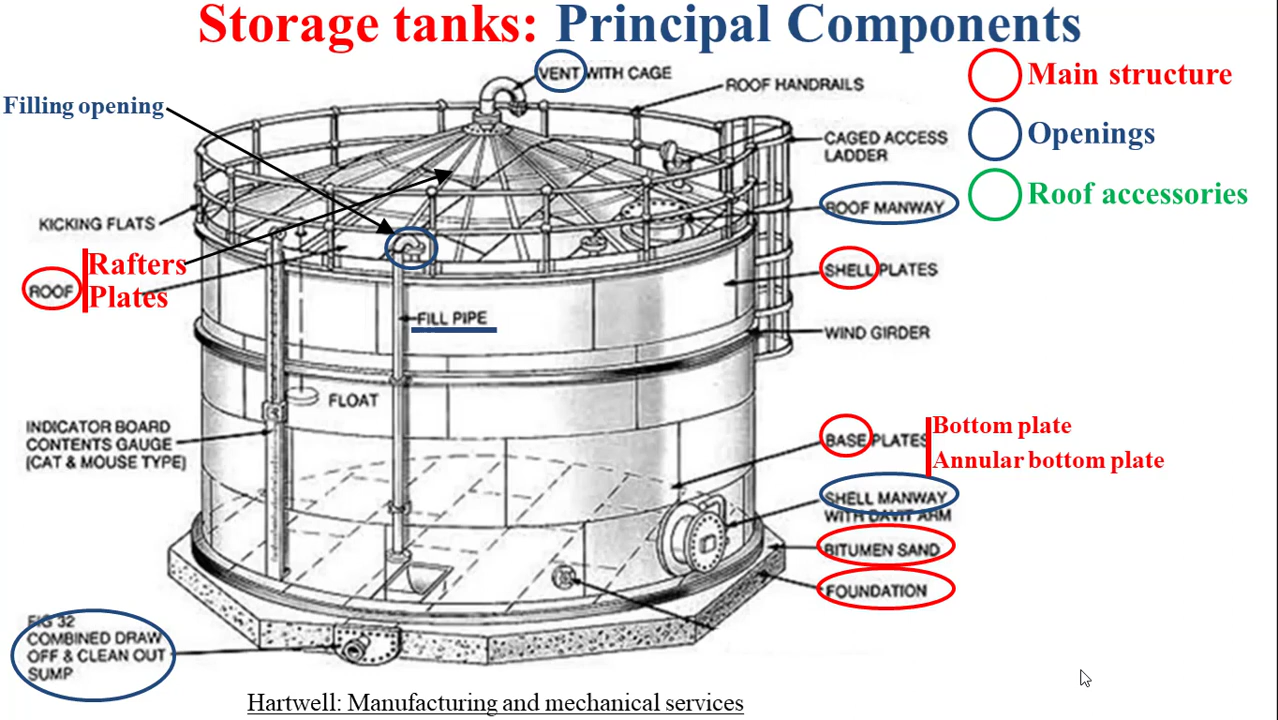 Storage tanks: Principal Components
VENT WITH CAGE
ROOF HANDRAILS
Main structure
Filling opening
Openings
CAGED ACCESS
LADDER
Roof accessories
ROOF MANWAY
KICKING FLATS
Rafters
ROOF
Plates
SHELL PLATES
FILL PIPE
WIND GIRDER
FLOAT
INDICATOR BOARD
CONTENTS GAUGE
(CAT & MOUSE TYPE)
BASE PLATES
Bottom plate
Annular bottom plate
SHELL MANWAY
WITH DAVIT ARM
BITUMEN SAND
FOUNDATION
FIG 32
COMBINED DRAW
OFF & CLEAN OUT
SUMP
Hartwell: Manufacturing and mechanical services